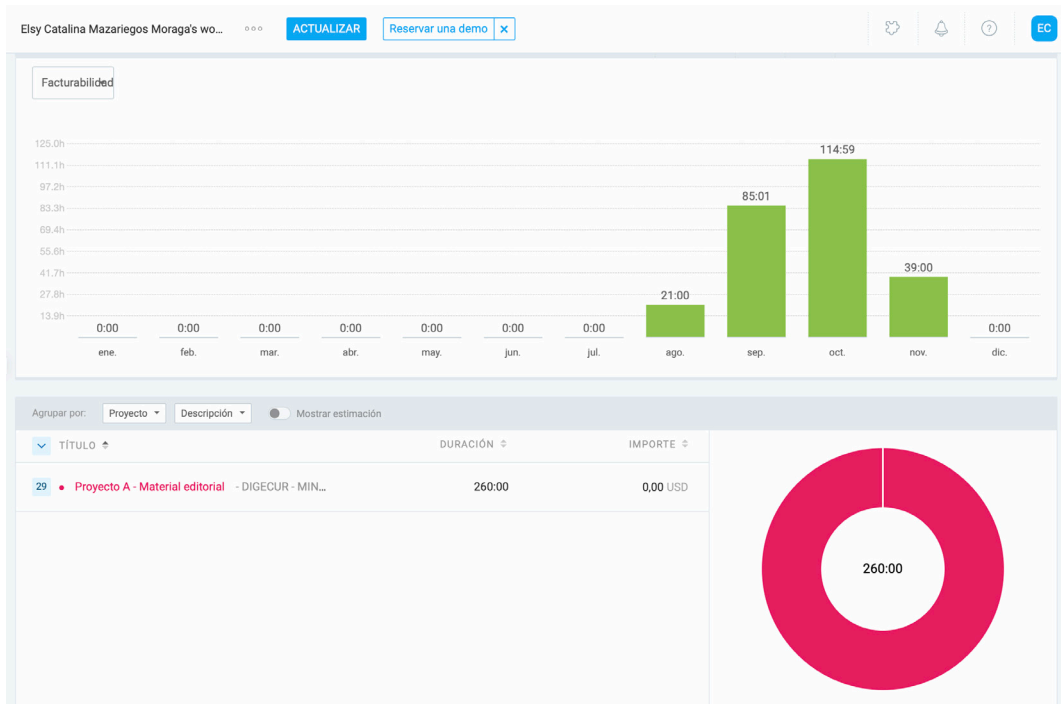 Elsy Catalina Mazariegos Moraga's wo... ACTUALIZAR Reservar una demo × ? EC
Facturabilidad
125.0h
114:59
111.1h
97.2h
85:01
83.3h
69.4h
55.6h
41.7h
39:00
27.8h
21:00
13.9h
0:00 0:00 0:00 0:00 0:00 0:00 0:00 0:00
ene. feb. mar. abr. may. jun. jul. ago. sep. oct. nov. dic.
Agrupar por: Proyecto Descripción Mostrar estimación
TÍTULO DURACIÓN IMPORTE
29 • Proyecto A - Material editorial - DIGECUR - MIN... 260:00 0,00 USD
260:00